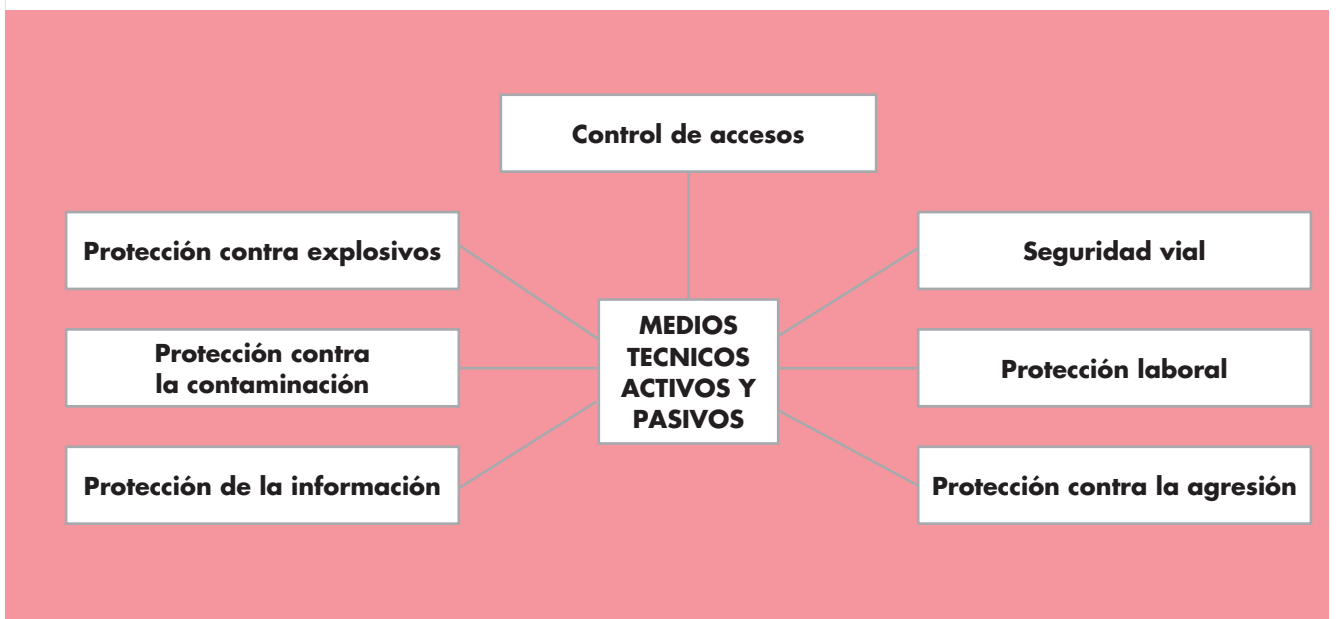 Control de accesos
Protección contra explosivos
Seguridad vial
MEDIOS
TECNICOS
ACTIVOS Y
PASIVOS
Protección contra
la contaminación
Protección laboral
Protección de la información
Protección contra la agresión